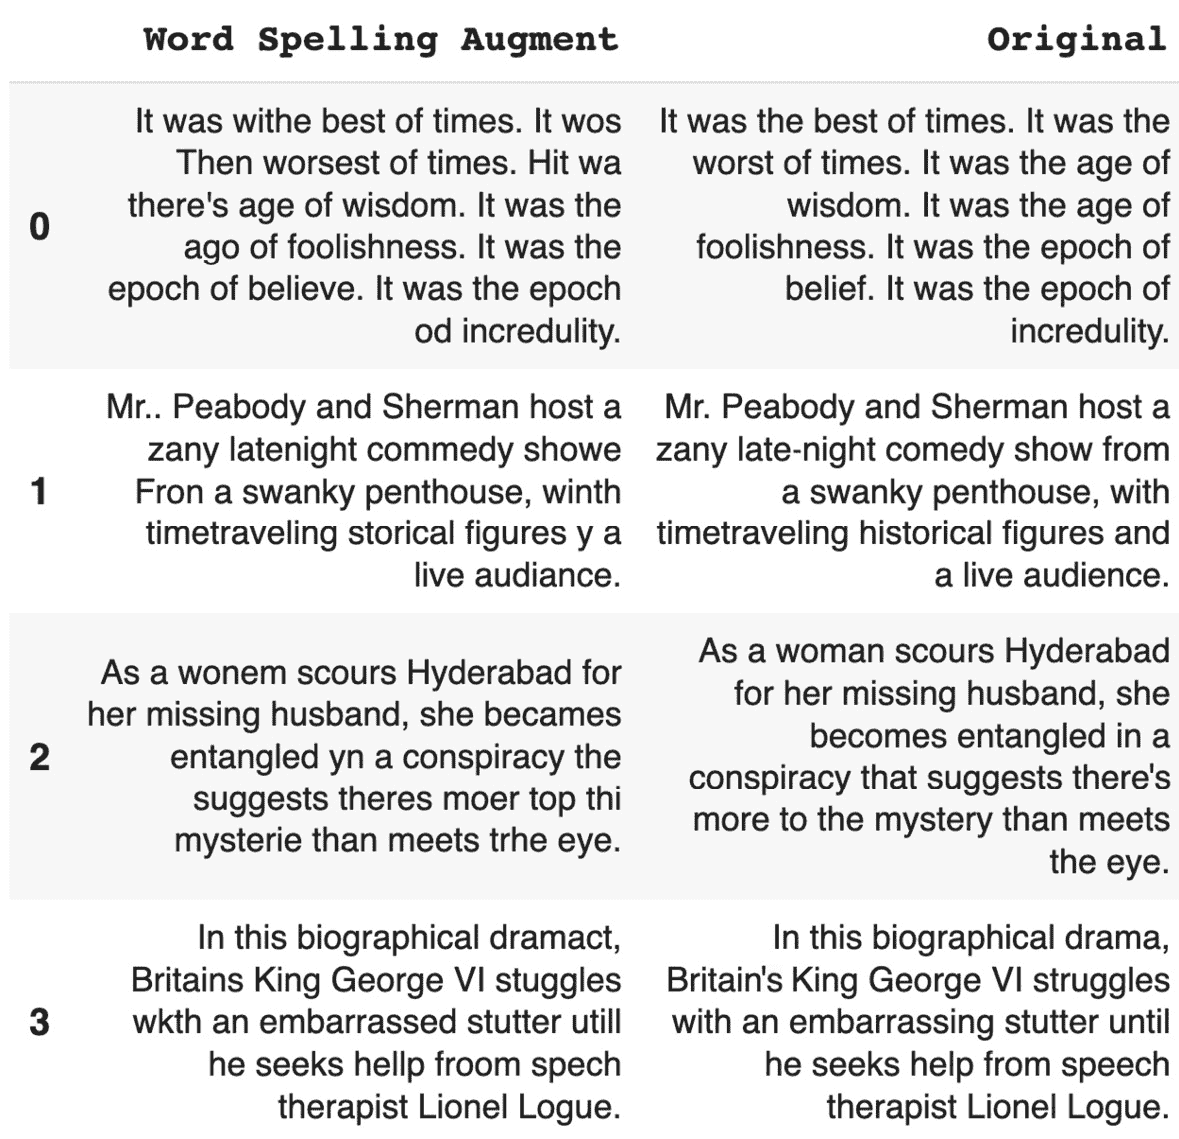 Word Spelling Augment
Original
0
It was withe best of times. It wos
Then worsest of times. Hit wa
there's age of wisdom. It was the
ago of foolishness. It was the
epoch of believe. It was the epoch
od incredulity.
It was the best of times. It was the
worst of times. It was the age of
wisdom. It was the age of
foolishness. It was the epoch of
belief. It was the epoch of
incredulity.
1
Mr.. Peabody and Sherman host a
zany latenight commedy showe
Fron a swanky penthouse, winth
timetraveling storical figures y a
live audiance.
Mr. Peabody and Sherman host a
zany late-night comedy show from
a swanky penthouse, with
timetraveling historical figures and
a live audience.
2
As a wonem scours Hyderabad for
her missing husband, she becames
entangled yn a conspiracy the
suggests theres moer top thi
mysterie than meets trhe eye.
As a woman scours Hyderabad
for her missing husband, she
becomes entangled in a
conspiracy that suggests there's
more to the mystery than meets
the eye.
3
In this biographical dramact,
Britains King George VI stuggles
wkth an embarrassed stutter utill
he seeks hellp froom spech
therapist Lionel Logue.
In this biographical drama,
Britain's King George VI struggles
with an embarrassing stutter until
he seeks help from speech
therapist Lionel Logue.